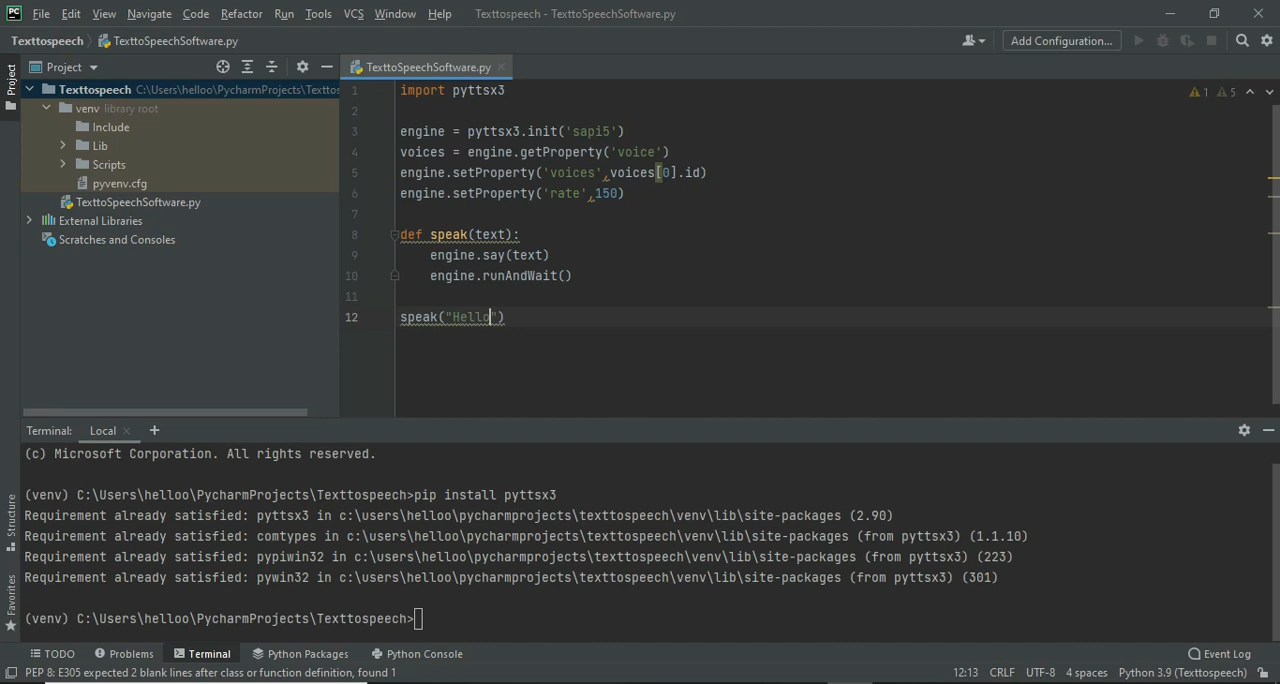 File Edit View Navigate Code Refactor Run Tools VCS Window Help Texttospeech - TexttoSpeechSoftware.py
Texttospeech TexttoSpeechSoftware.py Add Configuration...
Project
Project
TexttoSpeechSoftware.py
Texttospeech C:\Users\helloo\PycharmProjects\Texttos
venv library root
Include
Lib
Scripts
pyvenv.cfg
TexttoSpeechSoftware.py
External Libraries
Scratches and Consoles
1 import pyttsx3
2
3 engine = pyttsx3.init('sapi5')
4 voices = engine.getProperty('voice')
5 engine.setProperty('voices',voices[0].id)
6 engine.setProperty('rate',150)
7
8 def speak(text):
9 engine.say(text)
10 engine.runAndWait()
11
12 speak("Hello")
1 5
Terminal: Local
(c) Microsoft Corporation. All rights reserved.
(venv) C:\Users\helloo\PycharmProjects\Texttospeech>pip install pyttsx3
Requirement already satisfied: pyttsx3 in c:\users\helloo\pycharmprojects\texttospeech\venv\lib\site-packages (2.90)
Requirement already satisfied: comtypes in c:\users\helloo\pycharmprojects\texttospeech\venv\lib\site-packages (from pyttsx3) (1.1.10)
Requirement already satisfied: pypiwin32 in c:\users\helloo\pycharmprojects\texttospeech\venv\lib\site-packages (from pyttsx3) (223)
Requirement already satisfied: pywin32 in c:\users\helloo\pycharmprojects\texttospeech\venv\lib\site-packages (from pyttsx3) (301)
(venv) C:\Users\helloo\PycharmProjects\Texttospeech>
Structure
Favorites
TODO Problems Terminal Python Packages Python Console Event Log
PEP 8: E305 expected 2 blank lines after class or function definition, found 1 12:13 CRLF UTF-8 4 spaces Python 3.9 (Texttospeech)